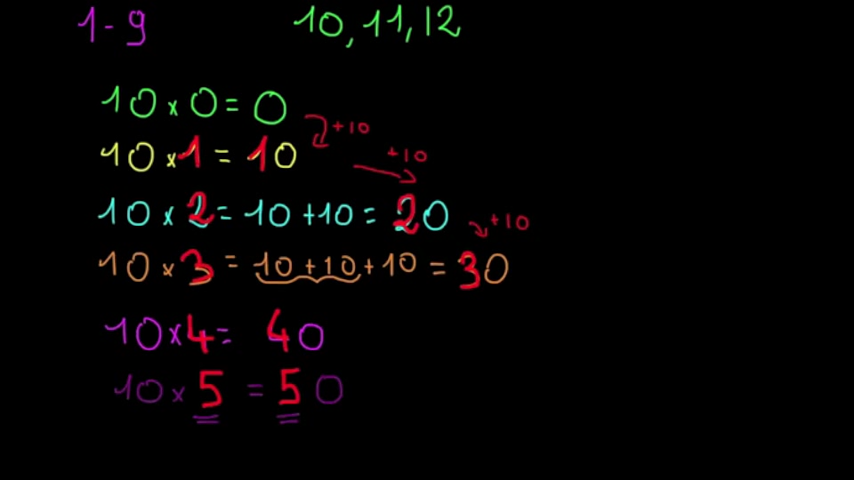 1-9 10, 11, 12
10 x 0 = 0
+10
10 x 1 = 10
+10
10 x 2 = 10 + 10 = 20
+10
10 x 3 = 10 + 10 + 10 = 30
10 x 4 = 40
10 x 5 = 50